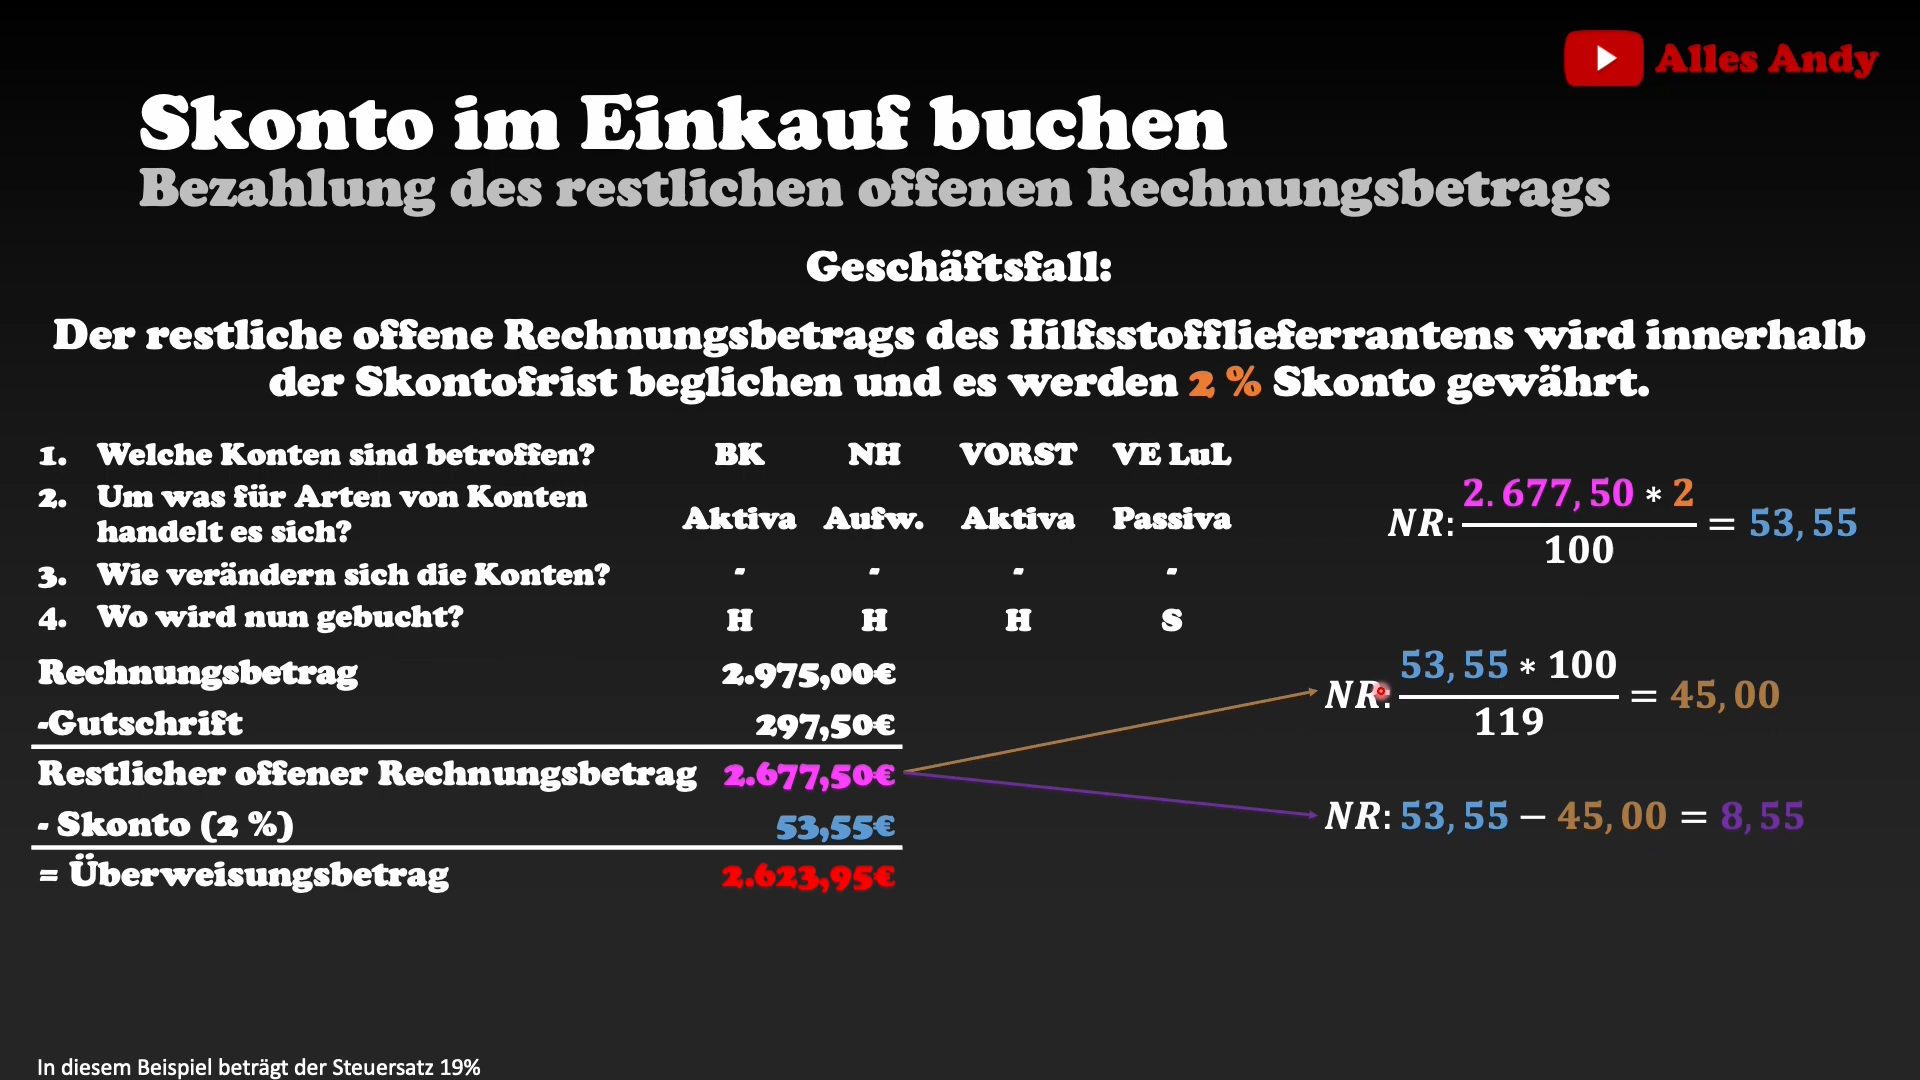 Alles Andy
Skonto im Einkauf buchen
Bezahlung des restlichen offenen Rechnungsbetrags
Geschäftsfall:
Der restliche offene Rechnungsbetrags des Hilfsstofflieferrantens wird innerhalb
der Skontofrist beglichen und es werden 2 % Skonto gewährt.
1. Welche Konten sind betroffen? BK NH VORST VE LuL
2. Um was für Arten von Konten
handelt es sich? Aktiva Aufw. Aktiva Passiva
3. Wie verändern sich die Konten? - - - -
4. Wo wird nun gebucht? H H H S
NR: 2.677,50 * 2 / 100 = 53,55
Rechnungsbetrag 2.975,00€
-Gutschrift 297,50€
Restlicher offener Rechnungsbetrag 2.677,50€
- Skonto (2 %) 53,55€
= Überweisungsbetrag 2.623,95€
NR: 53,55 * 100 / 119 = 45,00
NR: 53,55 − 45,00 = 8,55
In diesem Beispiel beträgt der Steuersatz 19%